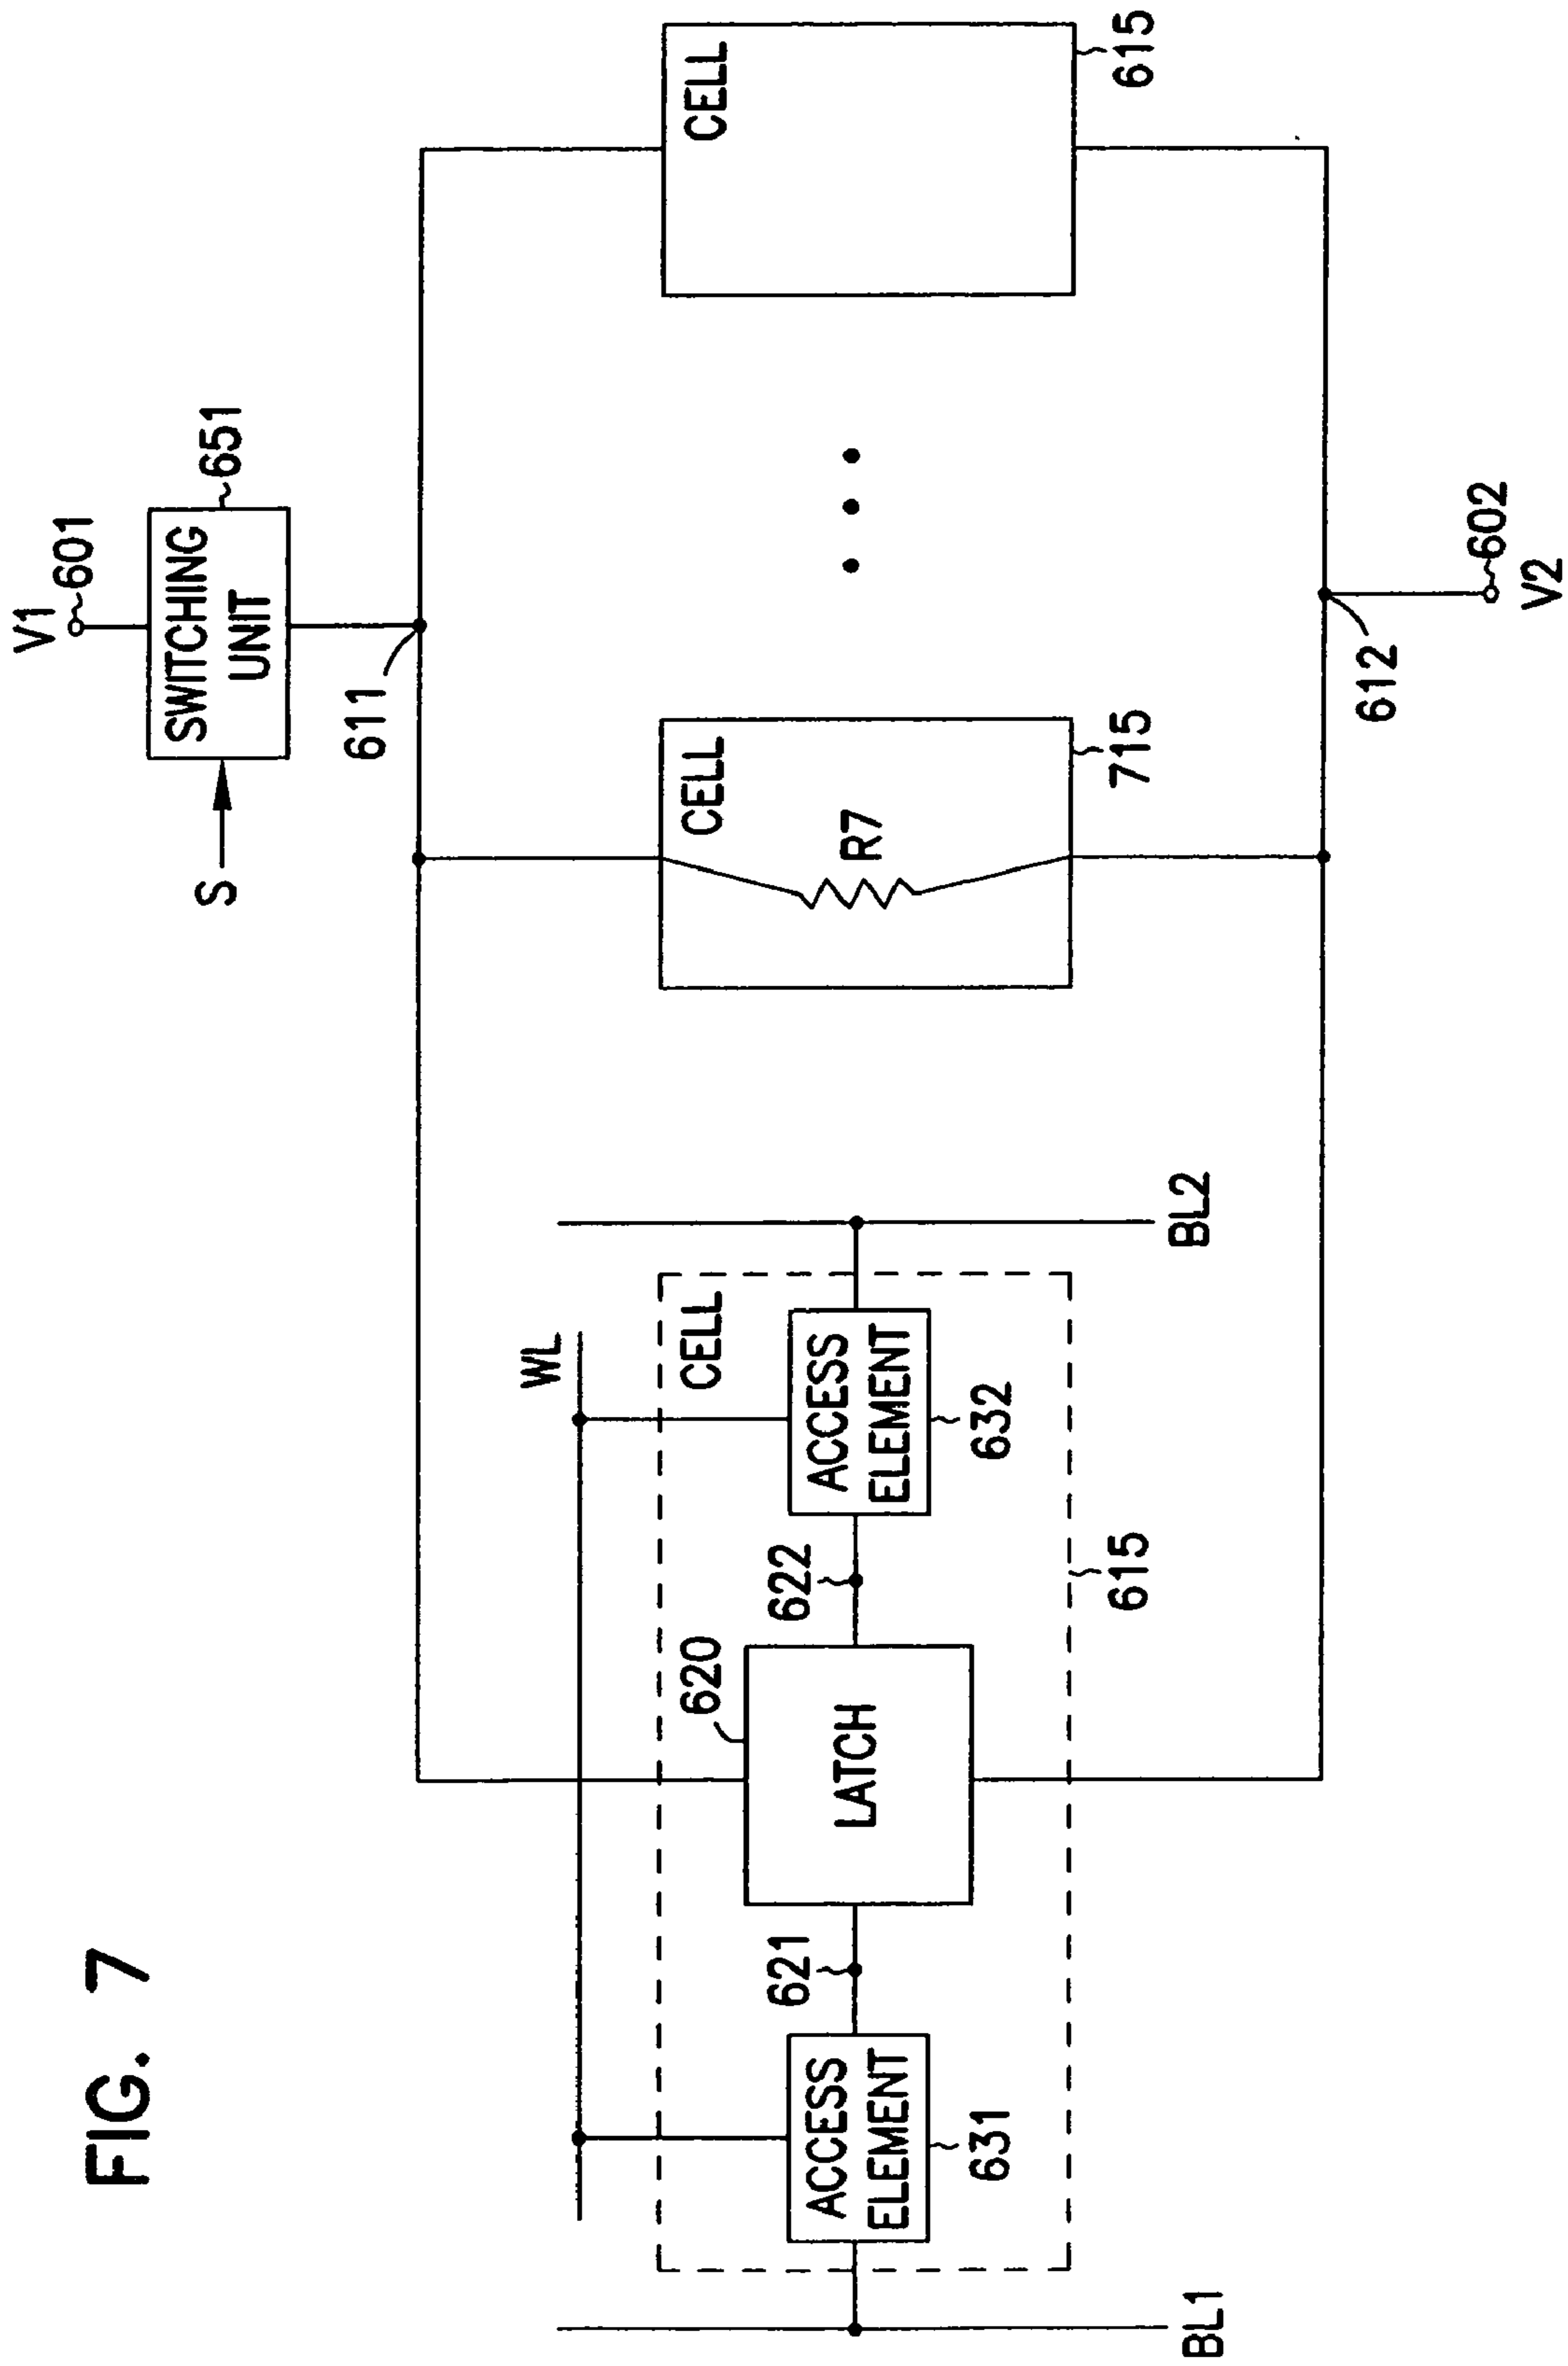 FIG. 7
V1
601
SWITCHING
UNIT
651
S
611
WL
CELL
620
621
622
LATCH
ACCESS
ELEMENT
631
ACCESS
ELEMENT
632
615
BL1
BL2
CELL
R7
715
CELL
615
612
602
V2